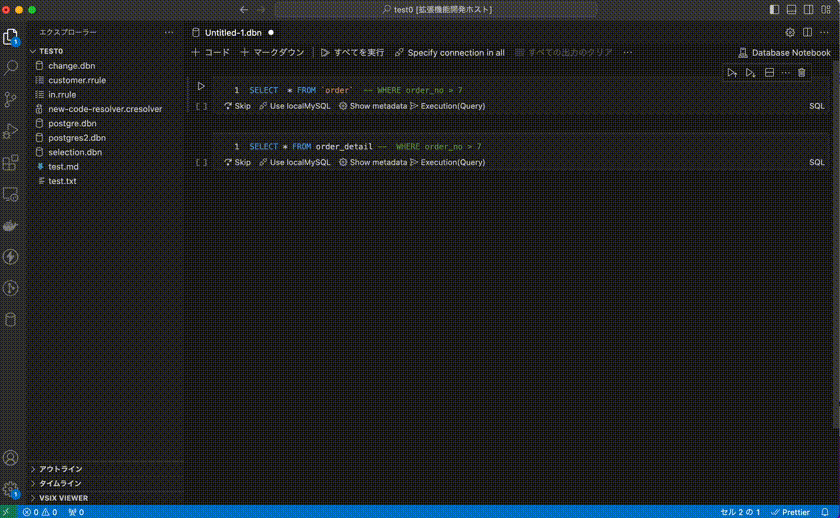 test0 [拡張機能開発ホスト]
エクスプローラー
TEST0
change.dbn
customer.rrule
in.rrule
new-code-resolver.cresolver
postgre.dbn
postgres2.dbn
selection.dbn
test.md
test.txt
アウトライン
タイムライン
VSIX VIEWER
Untitled-1.dbn
コード マークダウン すべてを実行 Specify connection in all すべての出力のクリア Database Notebook
1 SELECT * FROM `order` -- WHERE order_no > 7
[ ] Skip Use localMySQL Show metadata Execution(Query) SQL
1 SELECT * FROM order_detail -- WHERE order_no > 7
[ ] Skip Use localMySQL Show metadata Execution(Query) SQL
1
1
0 0 0 セル 2 の 1 Prettier